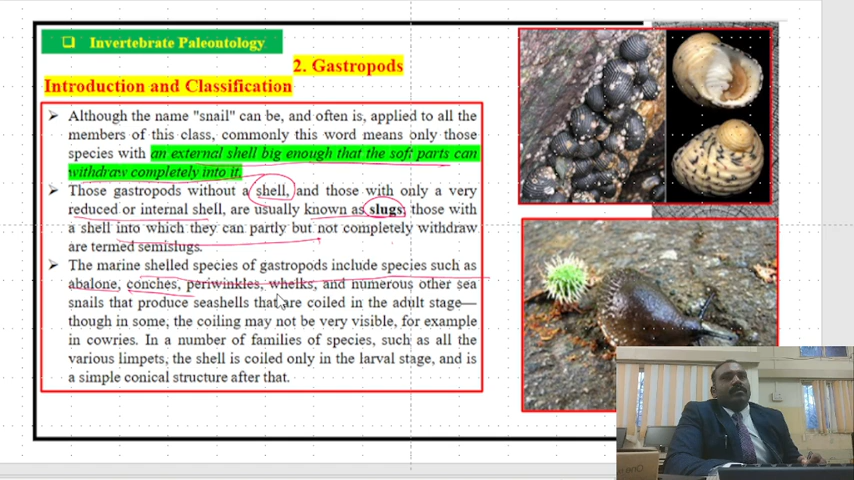 ❑ Invertebrate Paleontology
2. Gastropods
Introduction and Classification
➤ Although the name "snail" can be, and often is, applied to all the
members of this class, commonly this word means only those
species with an external shell big enough that the soft parts can
withdraw completely into it.
➤ Those gastropods without a shell, and those with only a very
reduced or internal shell, are usually known as slugs; those with
a shell into which they can partly but not completely withdraw
are termed semislugs.
➤ The marine shelled species of gastropods include species such as
abalone, conches, periwinkles, whelks, and numerous other sea
snails that produce seashells that are coiled in the adult stage—
though in some, the coiling may not be very visible, for example
in cowries. In a number of families of species, such as all the
various limpets, the shell is coiled only in the larval stage, and is
a simple conical structure after that.